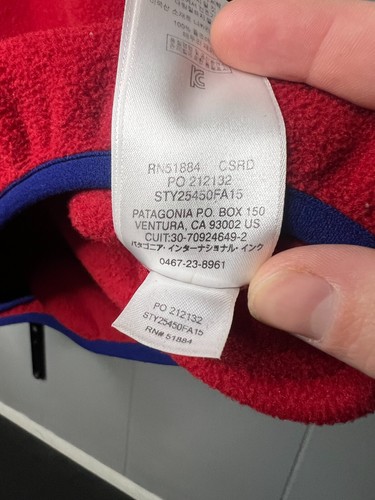 RN51884 CSRD
PO 212132
STY25450FA15
PATAGONIA P.O. BOX 150
VENTURA, CA 93002 US
CUIT:30-70924649-2
パタゴニア・インターナショナル・インク
0467-23-8961
PO 212132
STY25450FA15
RN# 51884